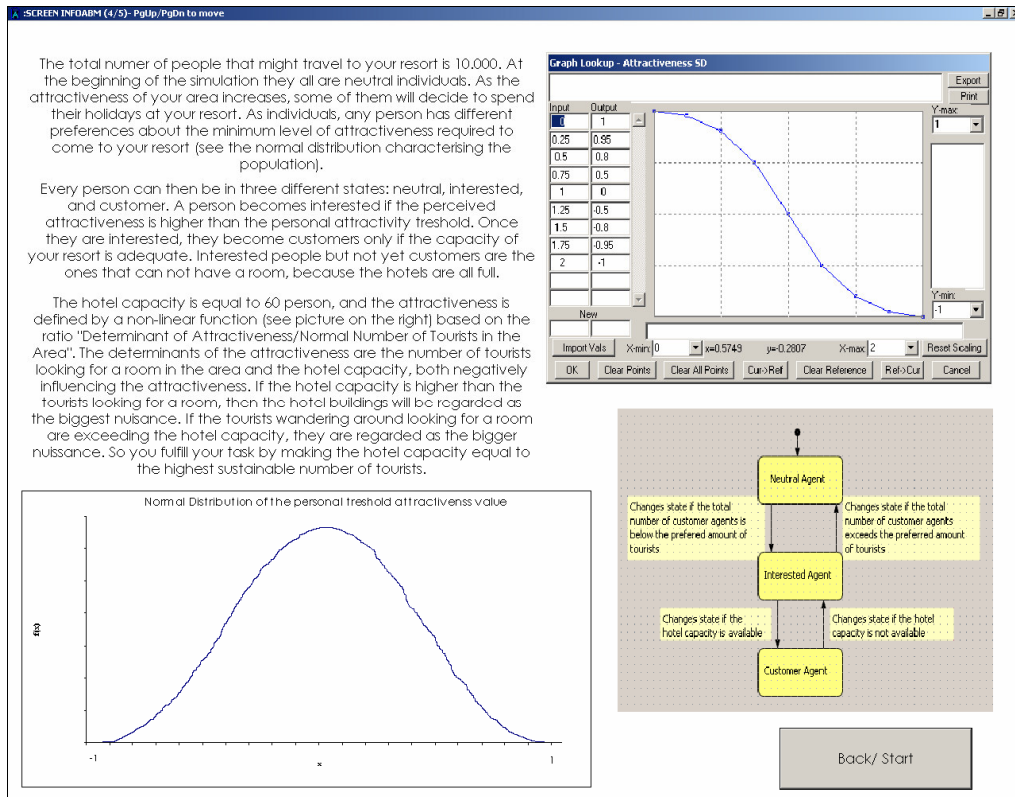 :SCREEN INFOABM (4/5)- PgUp/PgDn to move
The total numer of people that might travel to your resort is 10.000. At
the beginning of the simulation they all are neutral individuals. As the
attractiveness of your area increases, some of them will decide to spend
their holidays at your resort. As individuals, any person has different
preferences about the minimum level of attractiveness required to
come to your resort (see the normal distribution characterising the
population).
Every person can then be in three different states: neutral, interested,
and customer. A person becomes interested if the perceived
attractiveness is higher than the personal attractivity treshold. Once
they are interested, they become customers only if the capacity of
your resort is adequate. Interested people but not yet customers are the
ones that can not have a room, because the hotels are all full.
The hotel capacity is equal to 60 person, and the attractiveness is
defined by a non-linear function (see picture on the right) based on the
ratio "Determinant of Attractiveness/Normal Number of Tourists in the
Area". The determinants of the attractiveness are the number of tourists
looking for a room in the area and the hotel capacity, both negatively
influencing the attractiveness. If the hotel capacity is higher than the
tourists looking for a room, then the hotel buildings will be regarded as
the biggest nuisance. If the tourists wandering around looking for a room
are exceeding the hotel capacity, they are regarded as the bigger
nuissance. So you fulfill your task by making the hotel capacity equal to
the highest sustainable number of tourists.
Graph Lookup - Attractiveness SD
Export
Print
Input Output
0 1
0.25 0.95
0.5 0.8
0.75 0.5
1 0
1.25 -0.5
1.5 -0.8
1.75 -0.95
2 -1
New
Y-max:
1
Y-min:
-1
Import Vals X-min: 0 x=0.5749 y=-0.2807 X-max: 2 Reset Scaling
OK Clear Points Clear All Points Cur->Ref Clear Reference Ref->Cur Cancel
Normal Distribution of the personal treshold attractivenss value
f(x)
-1 x 1
Neutral Agent
Changes state if the total
number of customer agents is
below the preferred amount of
tourists
Changes state if the total
number of customer agents
exceeds the preferred amount
of tourists
Interested Agent
Changes state if the
hotel capacity is available
Changes state if the hotel
capacity is not available
Customer Agent
Back/ Start